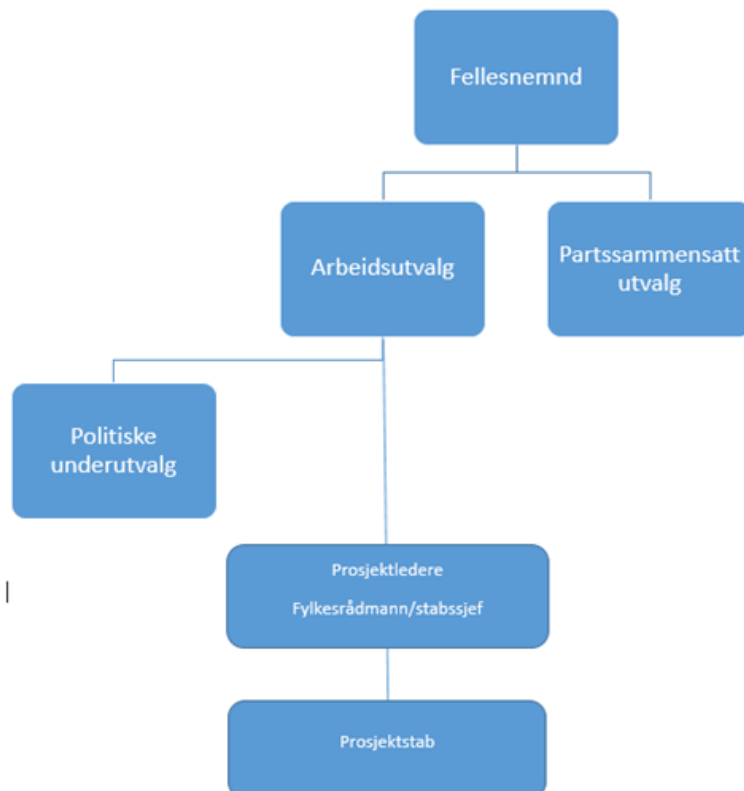 Fellesnemnd
Arbeidsutvalg
Partssammensatt
utvalg
Politiske
underutvalg
Prosjektledere
Fylkesrådmann/stabssjef
Prosjektstab